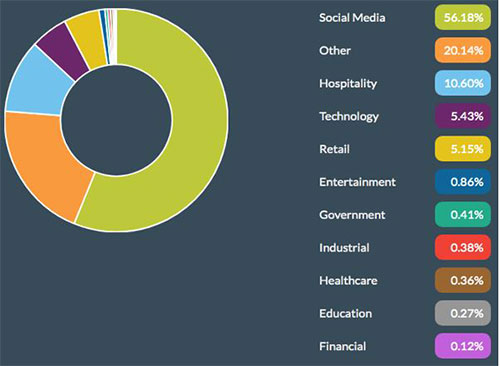 Social Media 56.18%
Other 20.14%
Hospitality 10.60%
Technology 5.43%
Retail 5.15%
Entertainment 0.86%
Government 0.41%
Industrial 0.38%
Healthcare 0.36%
Education 0.27%
Financial 0.12%